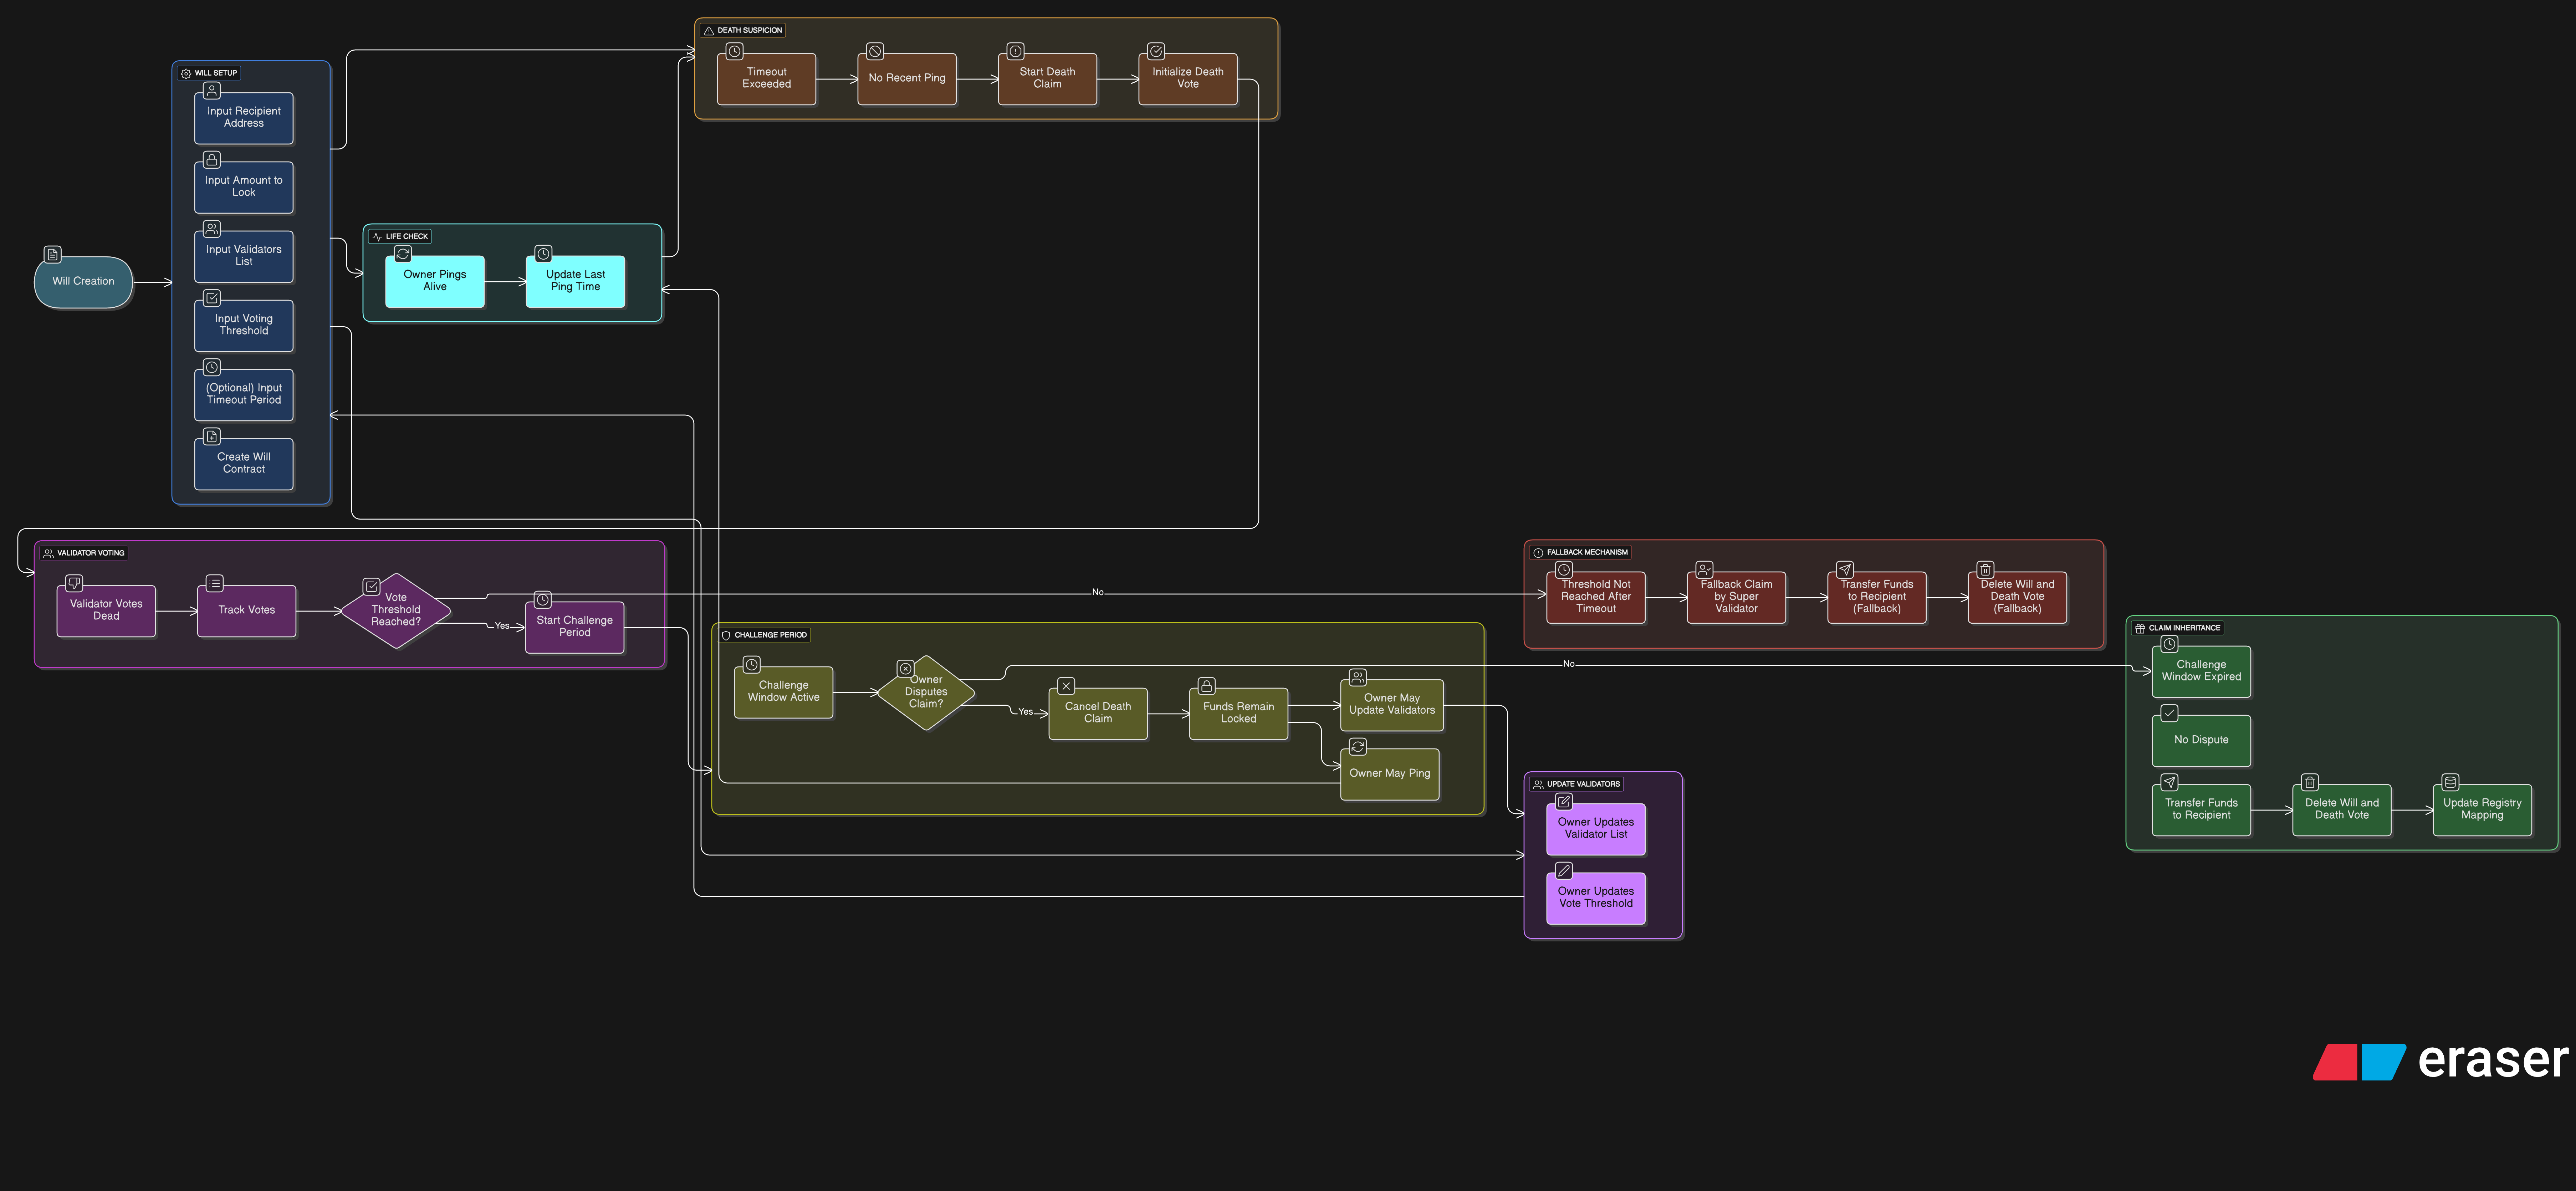 DEATH SUSPICION
Timeout
Exceeded
No Recent Ping
Start Death
Claim
Initialize Death
Vote
WILL SETUP
Input Recipient
Address
Input Amount to
Lock
Input Validators
List
Input Voting
Threshold
(Optional) Input
Timeout Period
Create Will
Contract
Will Creation
LIFE CHECK
Owner Pings
Alive
Update Last
Ping Time
VALIDATOR VOTING
Validator Votes
Dead
Track Votes
Vote
Threshold
Reached?
No
Yes
Start Challenge
Period
CHALLENGE PERIOD
Challenge
Window Active
Owner
Disputes
Claim?
No
Yes
Cancel Death
Claim
Funds Remain
Locked
Owner May
Update Validators
Owner May Ping
FALLBACK MECHANISM
Threshold Not
Reached After
Timeout
Fallback Claim
by Super
Validator
Transfer Funds
to Recipient
(Fallback)
Delete Will and
Death Vote
(Fallback)
UPDATE VALIDATORS
Owner Updates
Validator List
Owner Updates
Vote Threshold
CLAIM INHERITANCE
Challenge
Window Expired
No Dispute
Transfer Funds
to Recipient
Delete Will and
Death Vote
Update Registry
Mapping
eraser